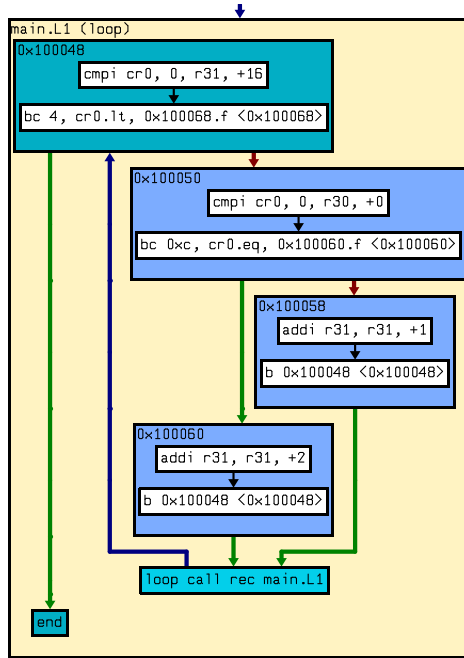 main.L1 (loop)
0x100048
cmpi cr0, 0, r31, +16
bc 4, cr0.lt, 0x100068.f <0x100068>
0x100050
cmpi cr0, 0, r30, +0
bc 0xc, cr0.eq, 0x100060.f <0x100060>
0x100058
addi r31, r31, +1
b 0x100048 <0x100048>
0x100060
addi r31, r31, +2
b 0x100048 <0x100048>
loop call rec main.L1
end